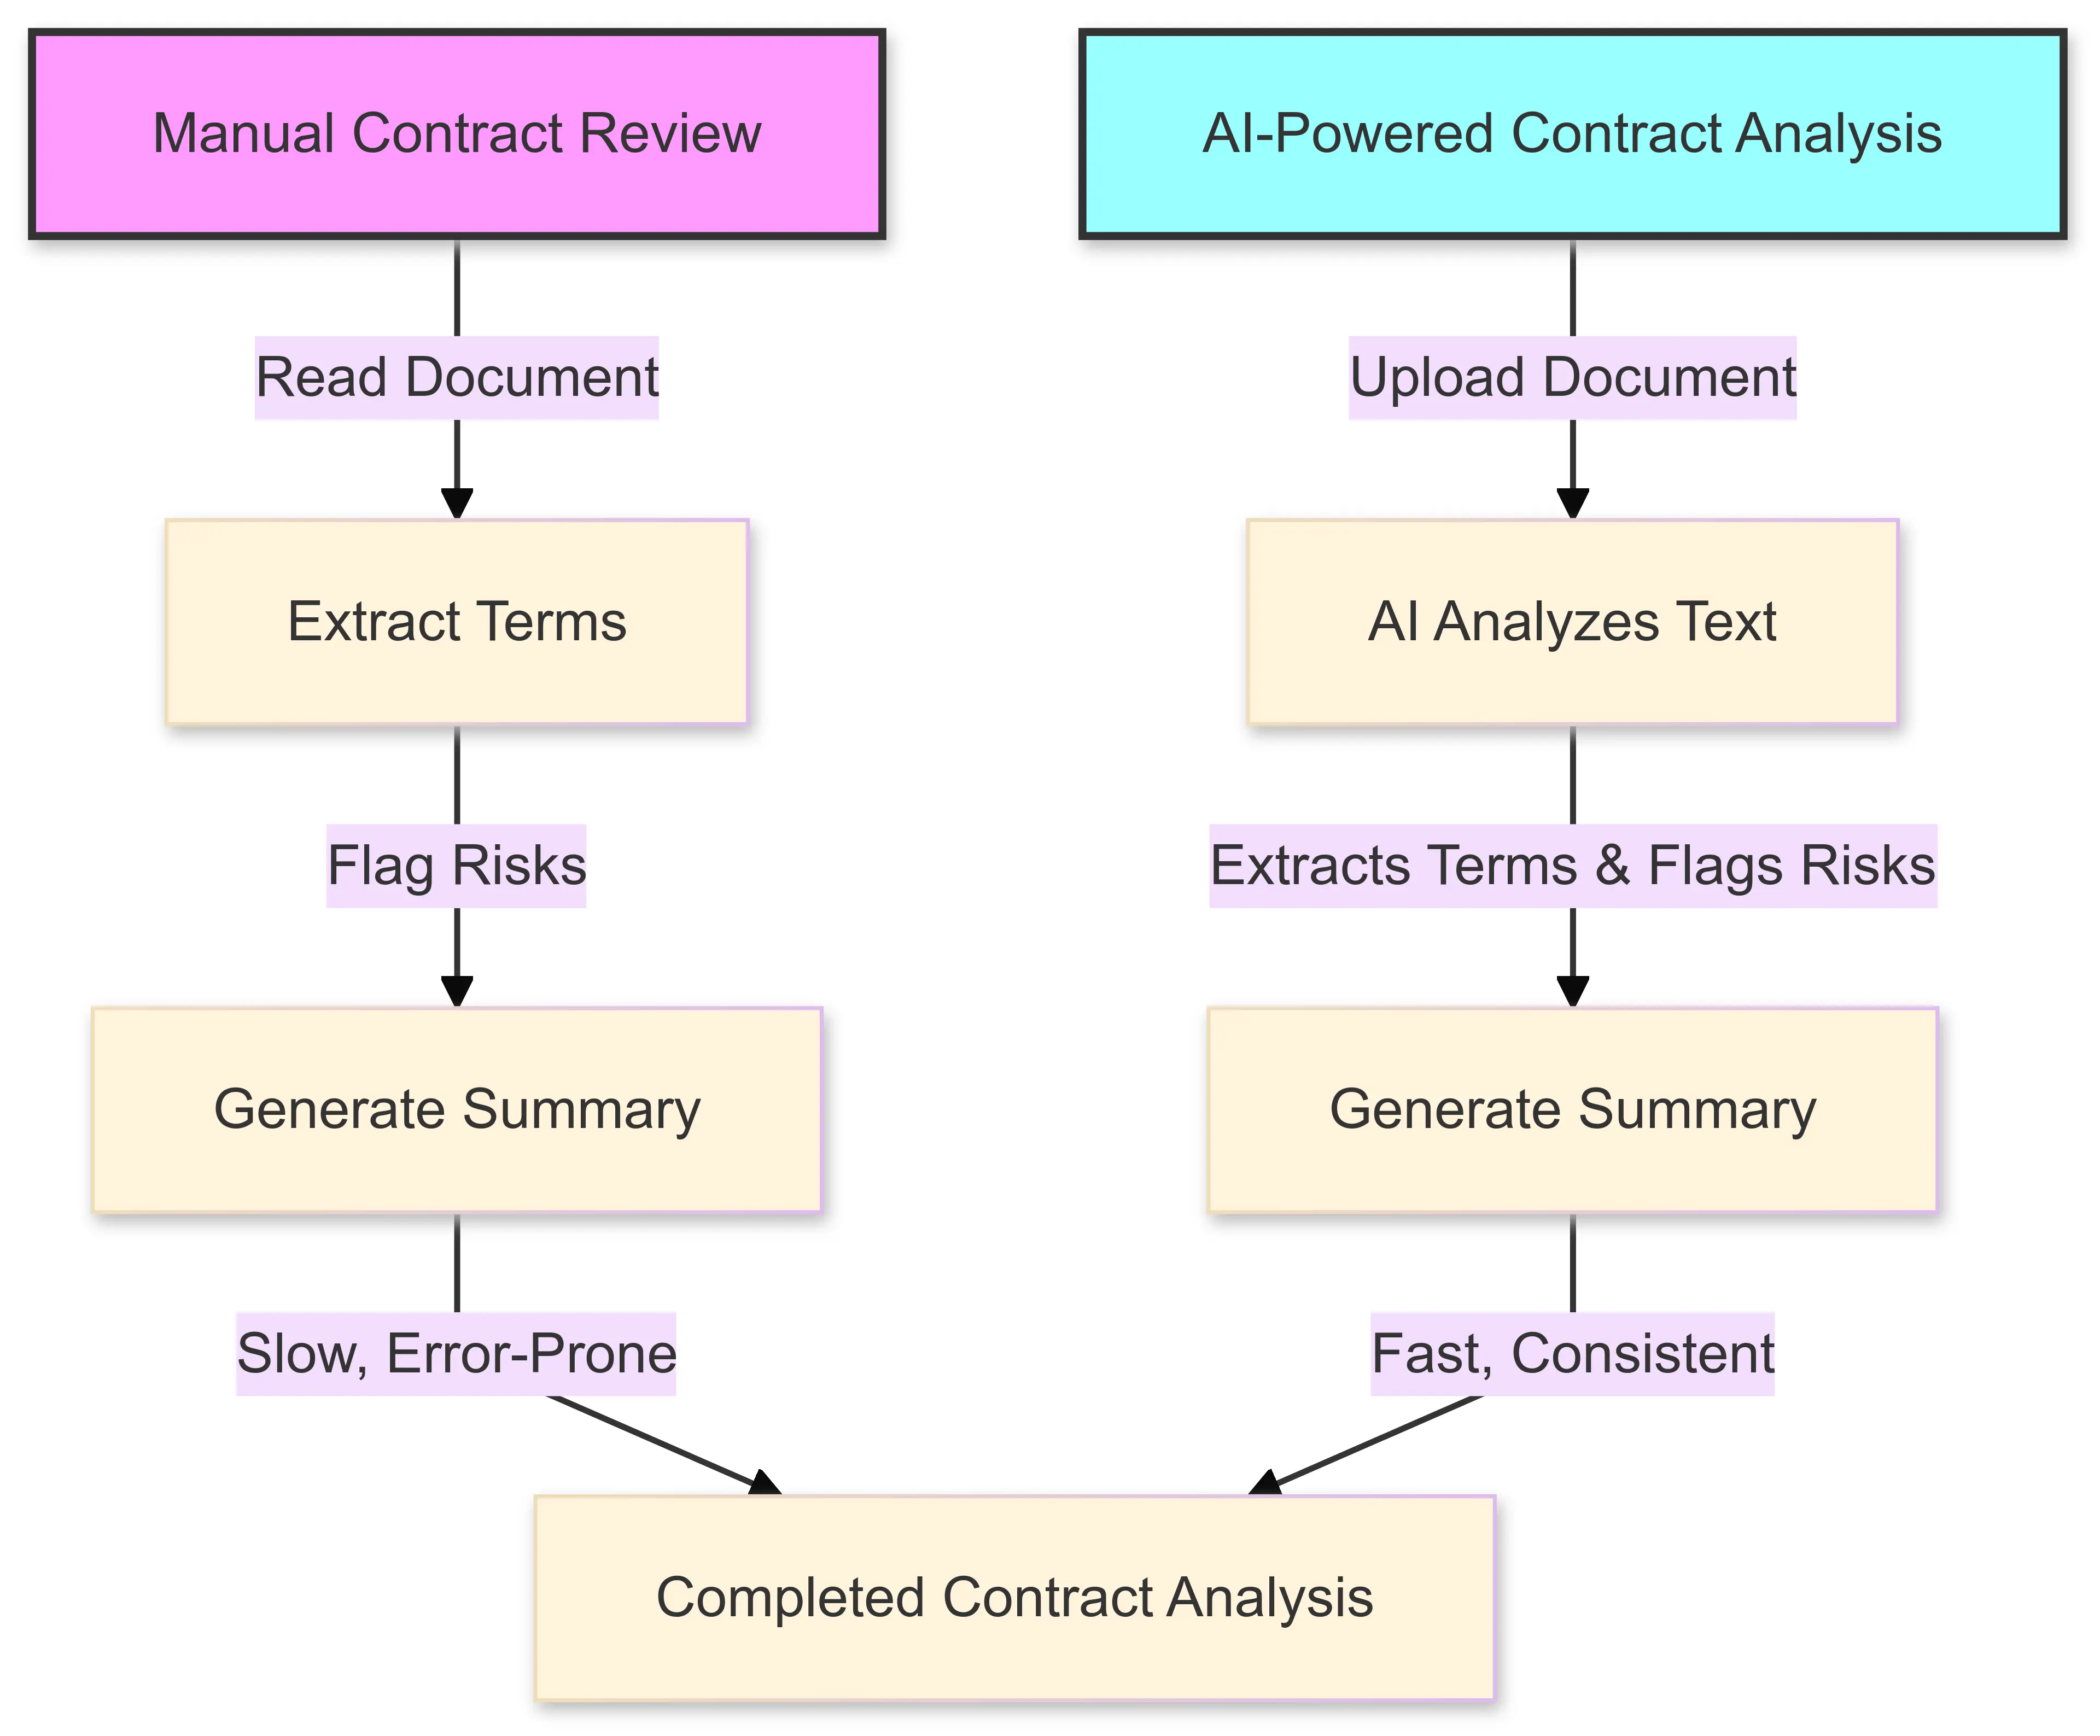 Manual Contract Review
AI-Powered Contract Analysis
Read Document
Upload Document
Extract Terms
AI Analyzes Text
Flag Risks
Extracts Terms & Flags Risks
Generate Summary
Generate Summary
Slow, Error-Prone
Fast, Consistent
Completed Contract Analysis